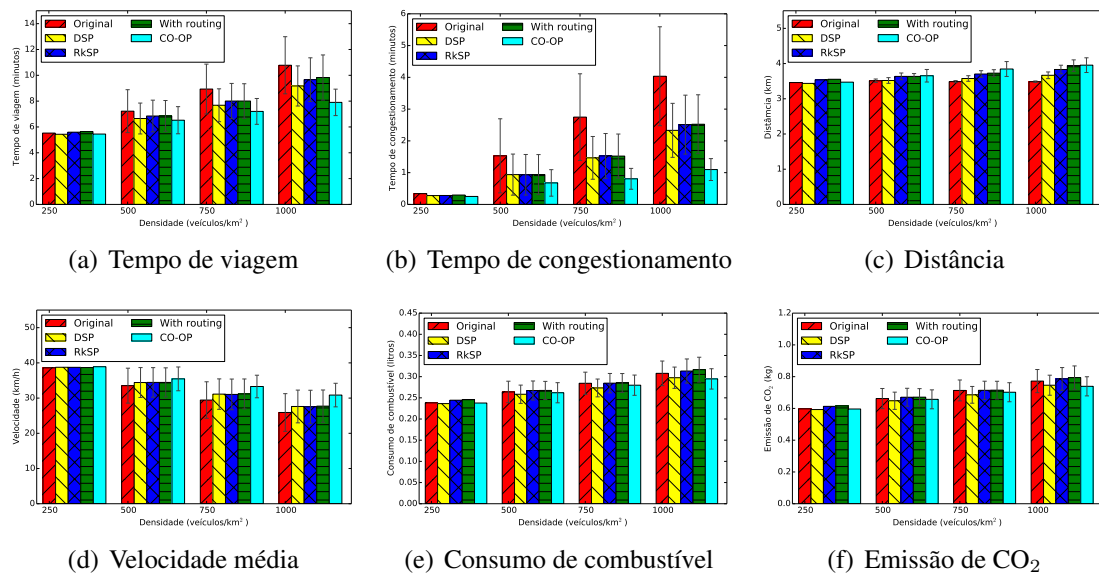 Original
With routing
DSP
CO-OP
RkSP
Tempo de viagem (minutos)
14
12
10
8
6
4
2
0
250
500
750
1000
Densidade (veículos/km²)
(a) Tempo de viagem
Original
With routing
DSP
CO-OP
RkSP
Tempo de congestionamento (minutos)
6
5
4
3
2
1
0
250
500
750
1000
Densidade (veículos/km²)
(b) Tempo de congestionamento
Original
With routing
DSP
CO-OP
RkSP
Distâmcia (km)
5
4
3
2
1
0
250
500
750
1000
Densidade (veículos/km²)
(c) Distância
Original
With routing
DSP
CO-OP
RkSP
Velocidade (km/h)
50
40
30
20
10
0
250
500
750
1000
Densidade (veículos/km²)
(d) Velocidade média
Original
With routing
DSP
CO-OP
RkSP
Consumo de combustível (litros)
0.45
0.40
0.35
0.30
0.25
0.20
0.15
0.10
0.05
0.00
250
500
750
1000
Densidade (veículos/km²)
(e) Consumo de combustível
Original
With routing
DSP
CO-OP
RkSP
Emissão de CO₂ (kg)
1.2
1.0
0.8
0.6
0.4
0.2
0.0
250
500
750
1000
Densidade (veículos/km²)
(f) Emissão de CO₂